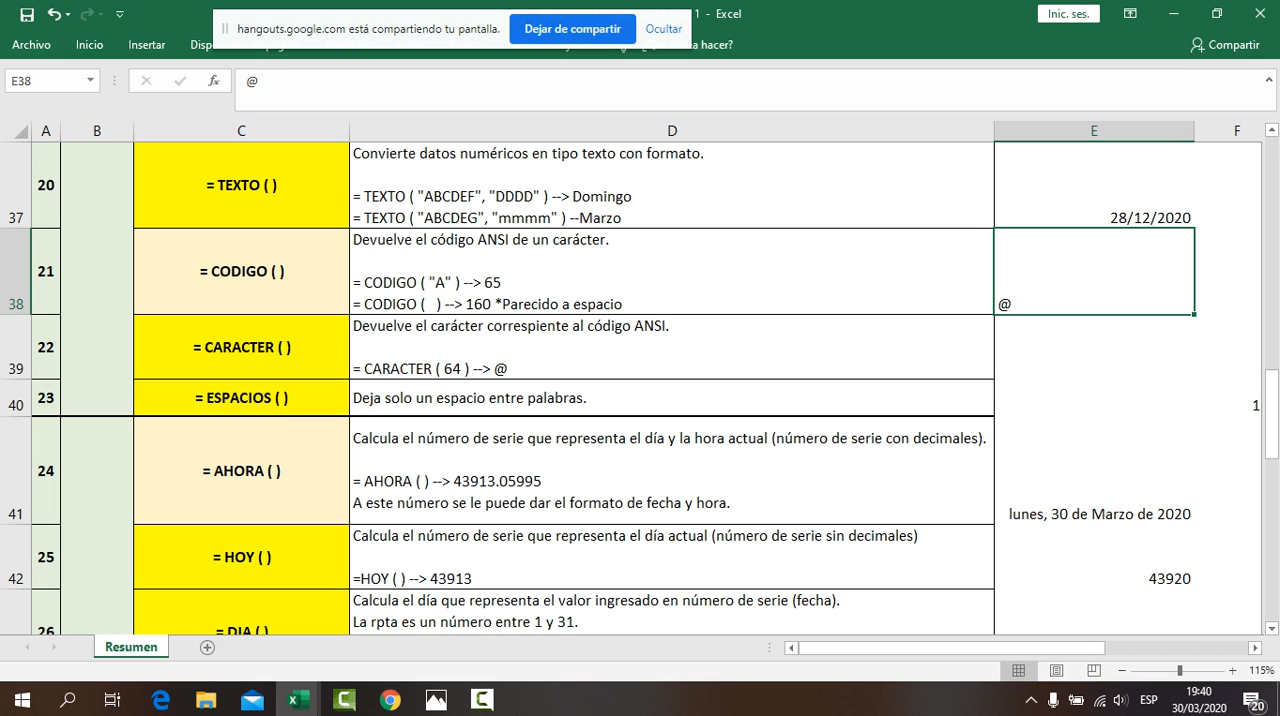 1 - Excel
Inic. ses.
hangouts.google.com está compartiendo tu pantalla.
Dejar de compartir
Ocultar
Archivo
Inicio
Insertar
hacer?
Compartir
E38
fx
@
A
B
C
D
E
F
37
20
= TEXTO ( )
Convierte datos numéricos en tipo texto con formato.
= TEXTO ( "ABCDEF", "DDDD" ) --> Domingo
= TEXTO ( "ABCDEG", "mmmm" ) --Marzo
28/12/2020
38
21
= CODIGO ( )
Devuelve el código ANSI de un carácter.
= CODIGO ( "A" ) --> 65
= CODIGO (   ) --> 160 *Parecido a espacio
@
39
22
= CARACTER ( )
Devuelve el carácter correspiente al código ANSI.
= CARACTER ( 64 ) --> @
40
23
= ESPACIOS ( )
Deja solo un espacio entre palabras.
1
41
24
= AHORA ( )
Calcula el número de serie que representa el día y la hora actual (número de serie con decimales).
= AHORA ( ) --> 43913.05995
A este número se le puede dar el formato de fecha y hora.
lunes, 30 de Marzo de 2020
42
25
= HOY ( )
Calcula el número de serie que representa el día actual (número de serie sin decimales)
=HOY ( ) --> 43913
43920
26
= DIA ( )
Calcula el día que representa el valor ingresado en número de serie (fecha).
La rpta es un número entre 1 y 31.
Resumen
115%
ESP
19:40
30/03/2020
20